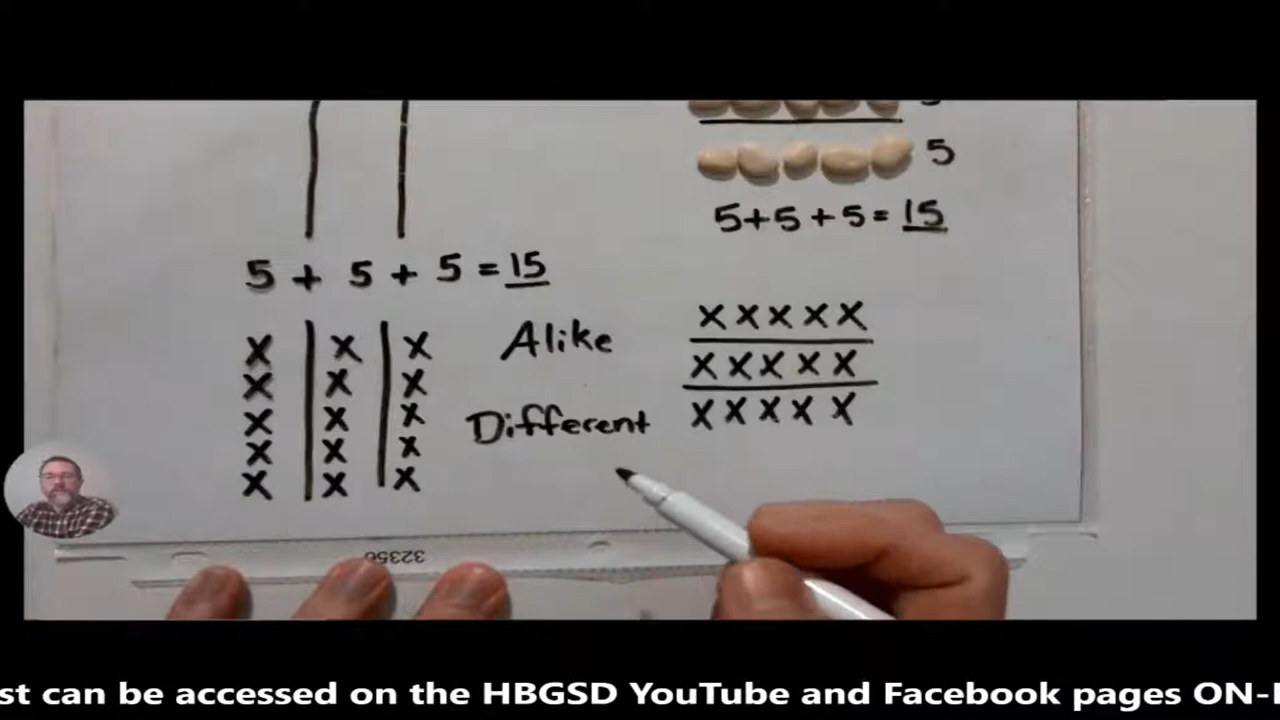 5
5+5+5=15
5 + 5 + 5 = 15
X X X
X X X
X X X
X X X
X X X
Alike
Different
XXXXX
XXXXX
XXXXX
32350
st can be accessed on the HBGSD YouTube and Facebook pages ON-